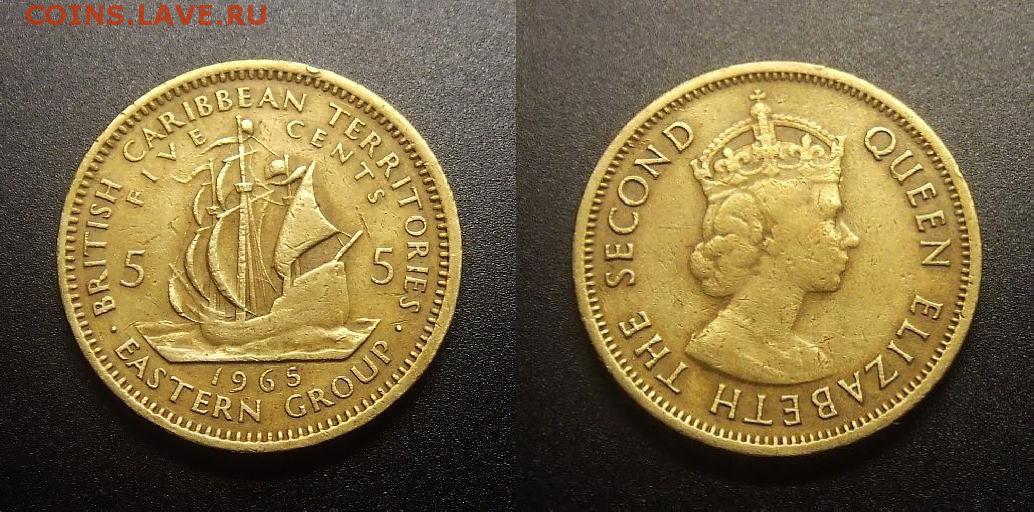 COINS.LAVE.RU
BRITISH CARIBBEAN TERRITORIES
FIVE CENTS
5 5
1965
· EASTERN GROUP ·
QUEEN ELIZABETH THE SECOND